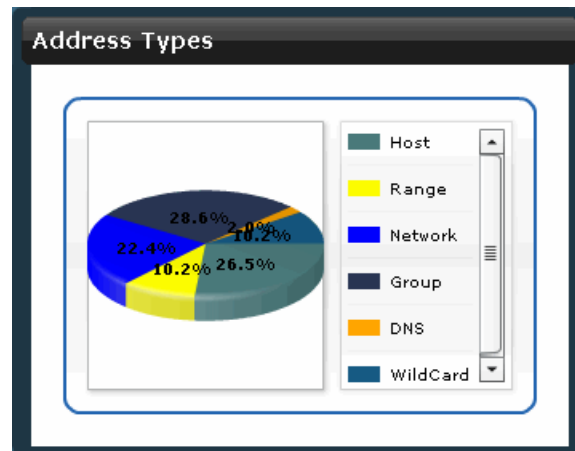 Address Types
28.6%
2.0%
10.2%
22.4%
10.2%
26.5%
Host
Range
Network
Group
DNS
WildCard